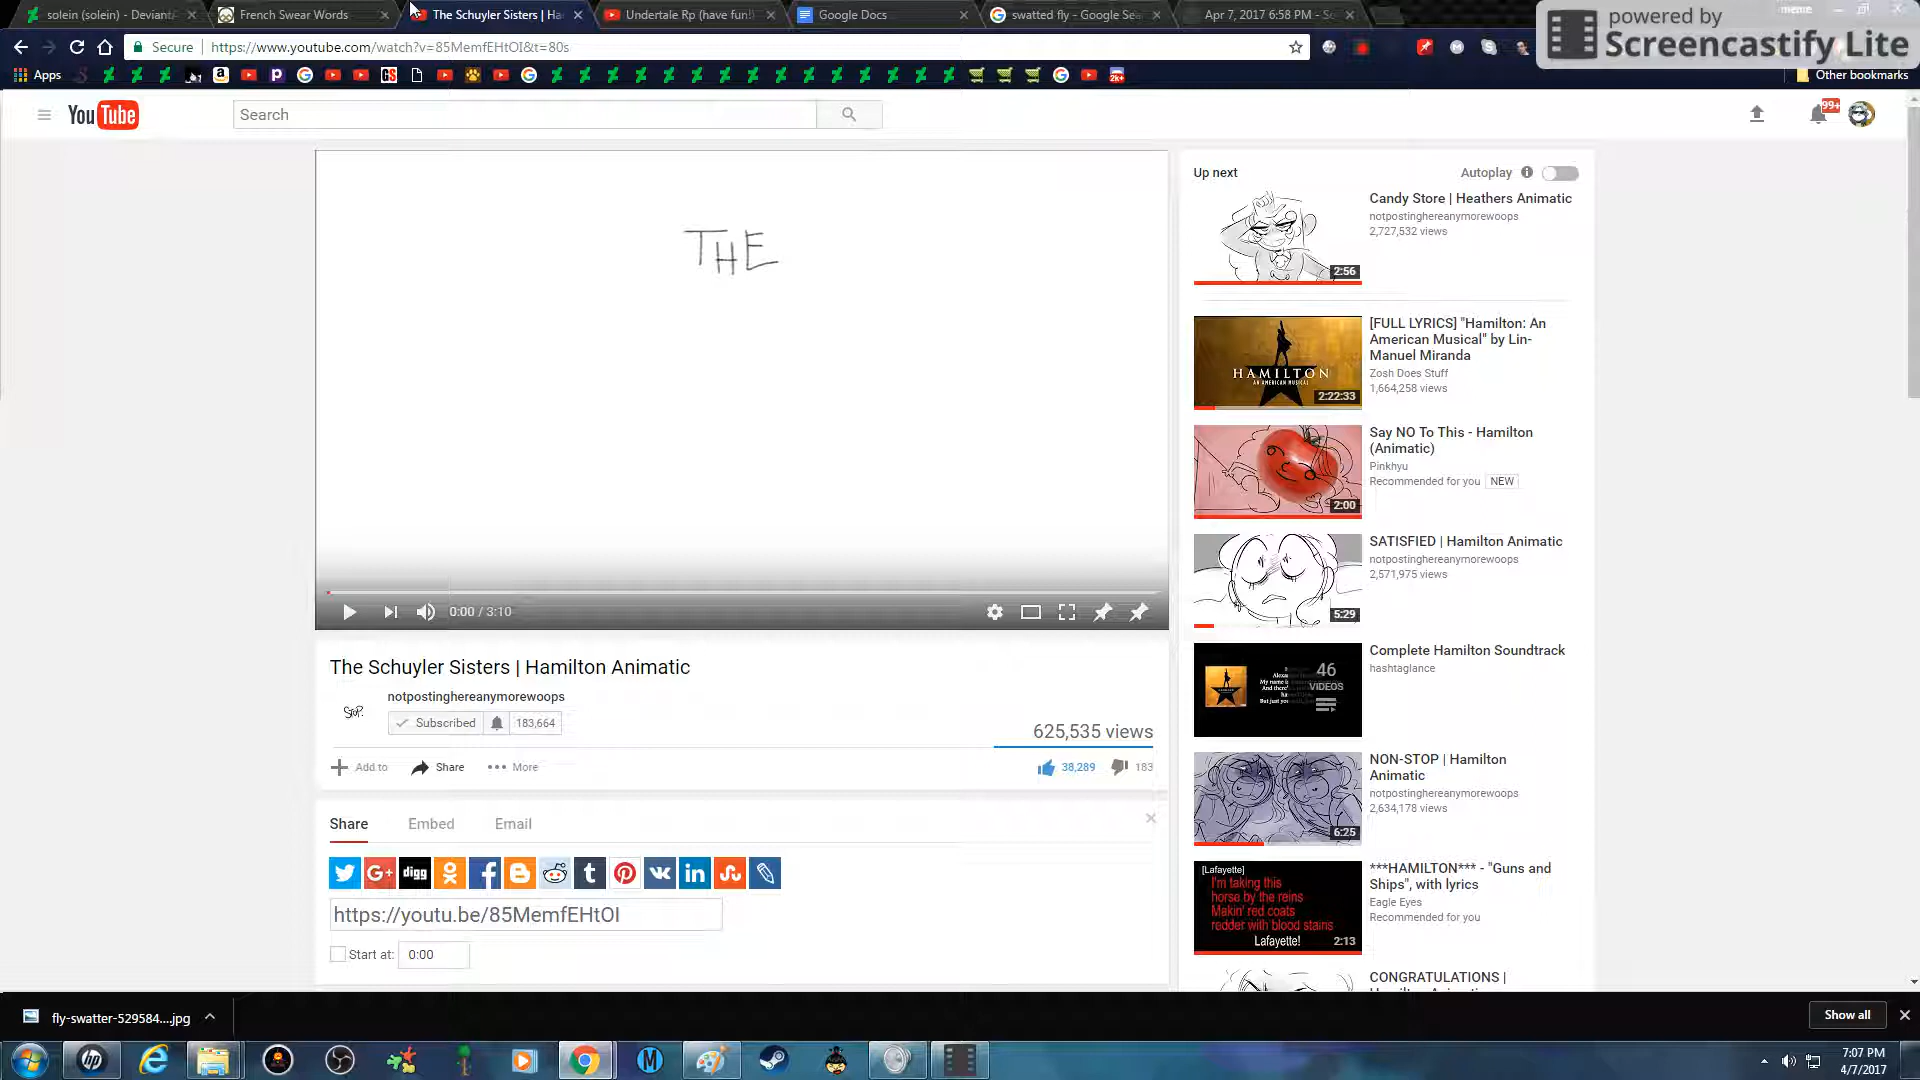 solein (solein) - Deviant
French Swear Words
The Schuyler Sisters | Ha
Undertale Rp (have fun!)
Google Docs
swatted fly - Google Sea
Apr 7, 2017 6:58 PM - Sc
meme
powered by
Screencastify Lite
Secure
https://www.youtube.com/watch?v=85MemfEHtOI&t=80s
Apps
Other bookmarks
YouTube
Search
99+
THE
0:00 / 3:10
Up next
Autoplay
Candy Store | Heathers Animatic
notpostinghereanymorewoops
2,727,532 views
2:56
[FULL LYRICS] "Hamilton: An
American Musical" by Lin-
Manuel Miranda
Zosh Does Stuff
1,664,258 views
HAMILTON
AN AMERICAN MUSICAL
2:22:33
Say NO To This - Hamilton
(Animatic)
Pinkhyu
Recommended for you NEW
2:00
SATISFIED | Hamilton Animatic
notpostinghereanymorewoops
2,571,975 views
5:29
Complete Hamilton Soundtrack
hashtaglance
46
VIDEOS
NON-STOP | Hamilton
Animatic
notpostinghereanymorewoops
2,634,178 views
6:25
***HAMILTON*** - "Guns and
Ships", with lyrics
Eagle Eyes
Recommended for you
[Lafayette]
I'm taking this
horse by the reins
Makin' red coats
redder with blood stains
Lafayette!
2:13
CONGRATULATIONS |
The Schuyler Sisters | Hamilton Animatic
STOP.
notpostinghereanymorewoops
Subscribed 183,664
625,535 views
Add to Share More
38,289 183
Share Embed Email
https://youtu.be/85MemfEHtOI
Start at: 0:00
fly-swatter-529584....jpg
Show all
7:07 PM
4/7/2017